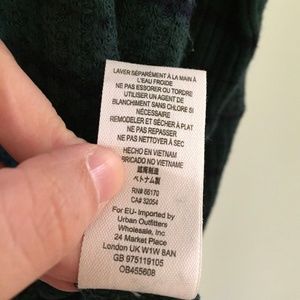 LAVER SÉPARÉMENT À LA MAIN À
L'EAU FROIDE
NE PAS ESSORER OU TORDRE
UTILISER UN AGENT DE
BLANCHIMENT SANS CHLORE SI
NÉCESSAIRE
REMODELER ET SÉCHER À PLAT
NE PAS REPASSER
NE PAS NETTOYER À SEC
HECHO EN VIETNAM
BRICADO NO VIETNAME
越南制造
ベトナム製
RN# 66170
CA# 32054
For EU- Imported by
Urban Outfitters
Wholesale, Inc
24 Market Place
London UK W1W 8AN
GB 975119105
OB455608